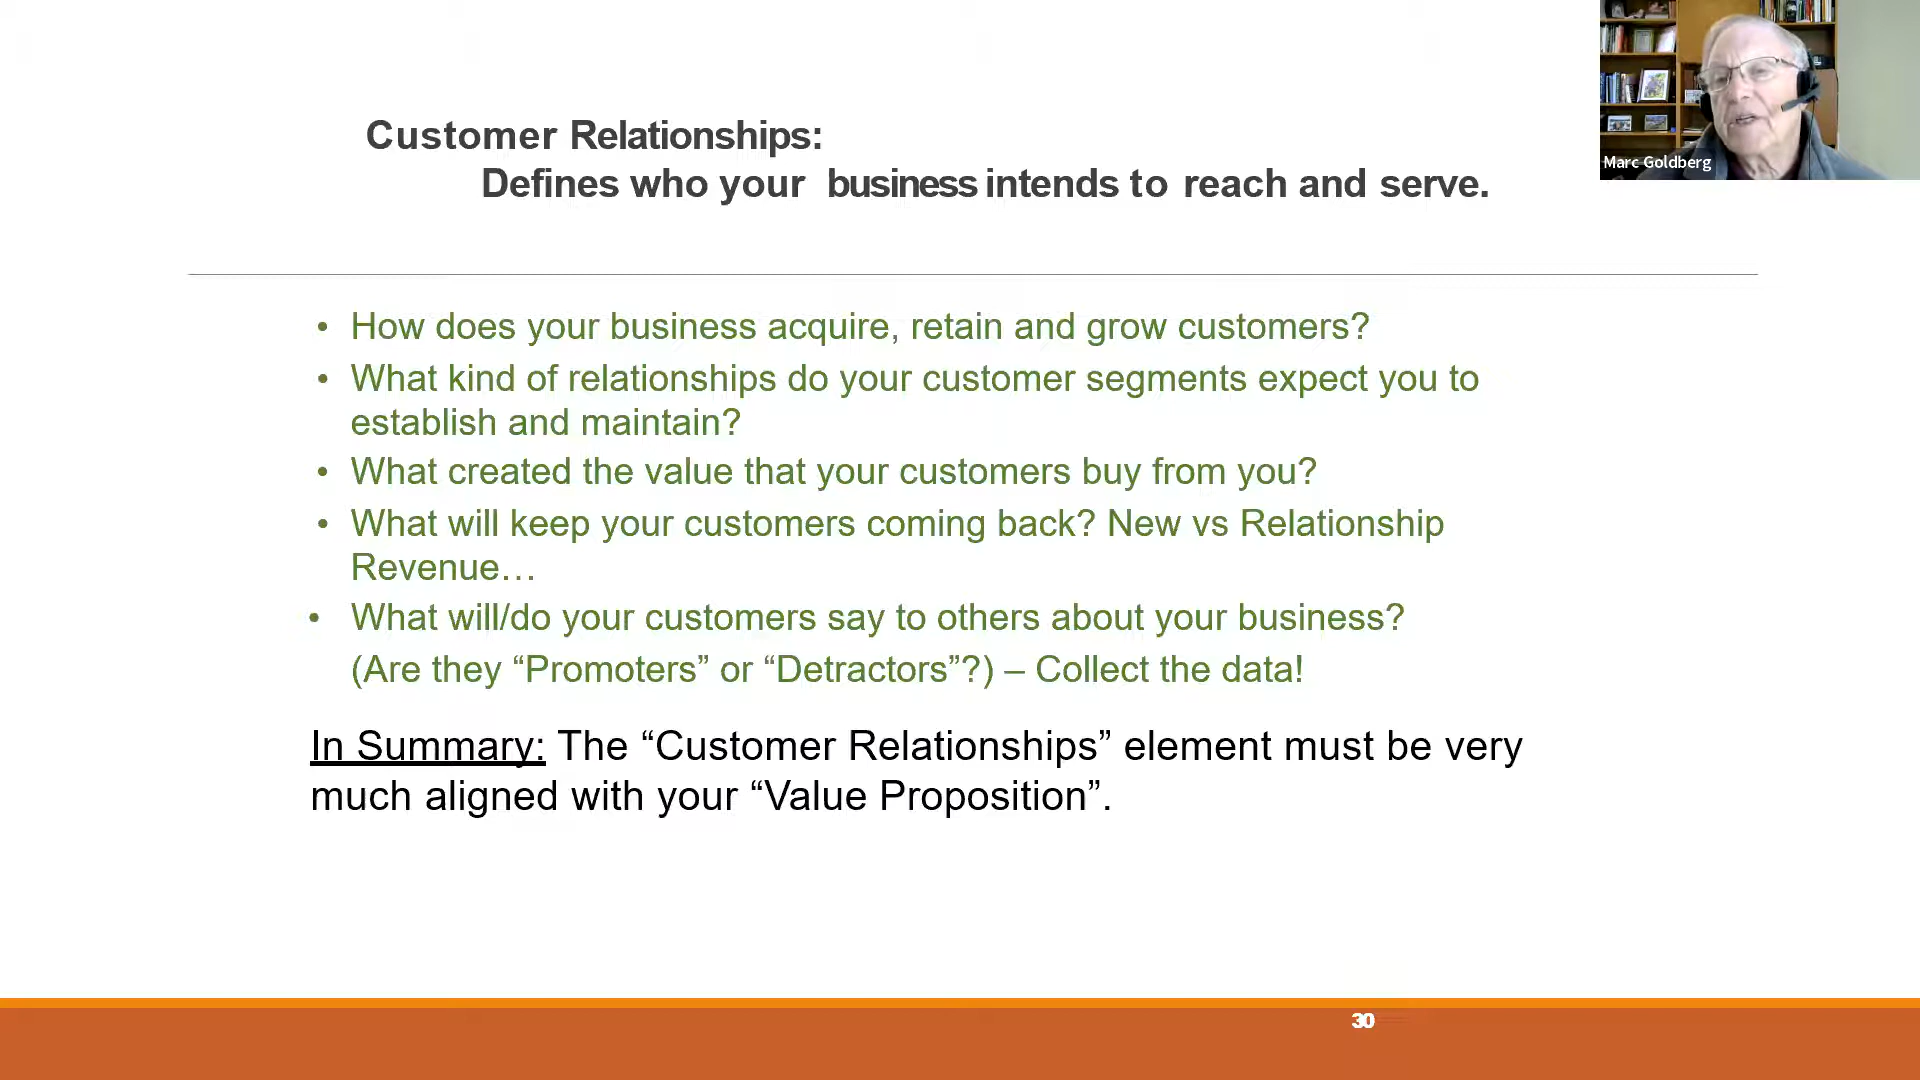 Customer Relationships:
Defines who your business intends to reach and serve.
Marc Goldberg
• How does your business acquire, retain and grow customers?
• What kind of relationships do your customer segments expect you to
establish and maintain?
• What created the value that your customers buy from you?
• What will keep your customers coming back? New vs Relationship
Revenue…
• What will/do your customers say to others about your business?
(Are they “Promoters” or “Detractors”?) – Collect the data!
In Summary: The “Customer Relationships” element must be very
much aligned with your “Value Proposition”.
30